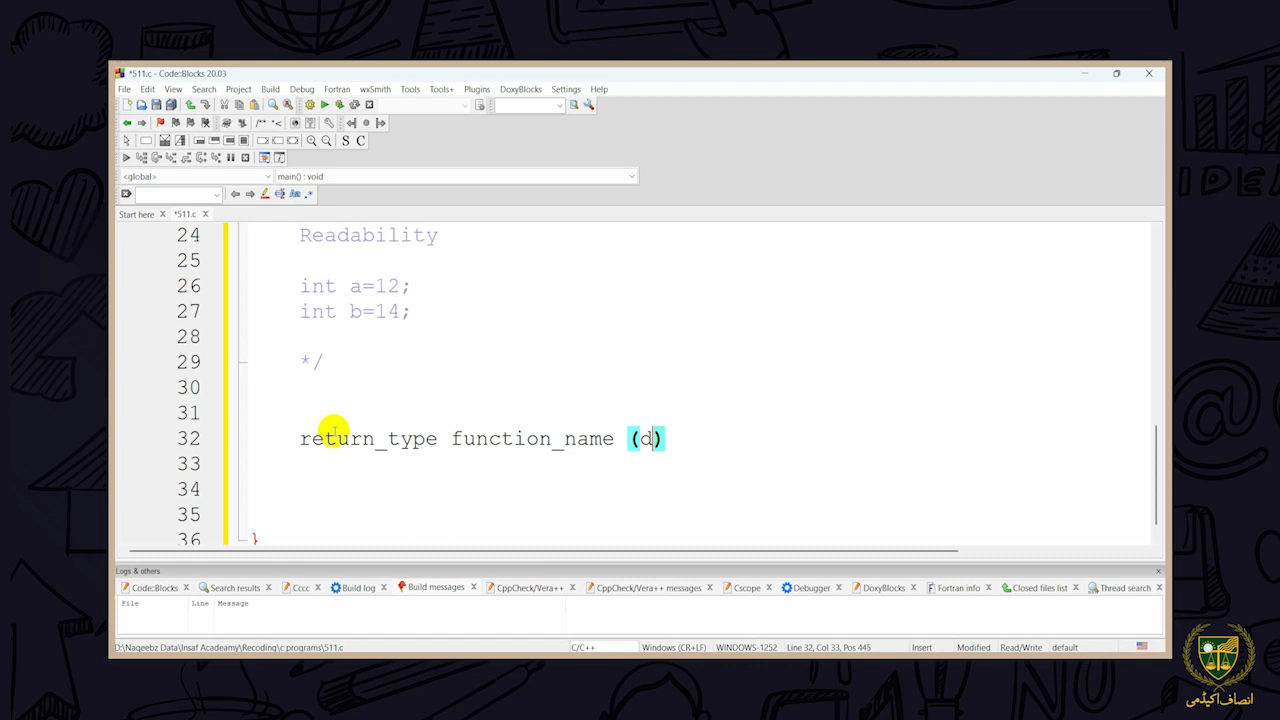 *511.c - Code::Blocks 20.03
File Edit View Search Project Build Debug Fortran wxSmith Tools Tools+ Plugins DoxyBlocks Settings Help
S C
<global> main() : void
Start here *511.c
24 Readability
25
26 int a=12;
27 int b=14;
28
29 */
30
31
32 return_type function_name (d)
33
34
35
36 }
Logs & others
Code::Blocks Search results Cccc Build log Build messages CppCheck/Vera++ CppCheck/Vera++ messages Cscope Debugger DoxyBlocks Fortran info Closed files list Thread search
File Line Message
D:\Naqeebz Data\Insaf Acadeamy\Recoding\c programs\511.c C/C++ Windows (CR+LF) WINDOWS-1252 Line 32, Col 33, Pos 445 Insert Modified Read/Write default
IDEA
انصاف اکیڈمی